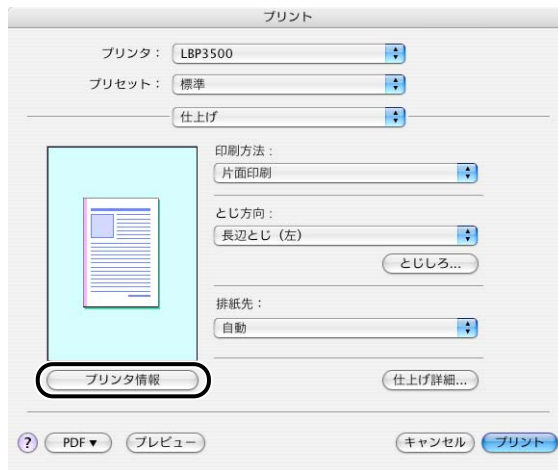 プリント
プリンタ： LBP3500
プリセット： 標準
仕上げ
印刷方法：
片面印刷
とじ方向：
長辺とじ（左）
とじしろ...
排紙先：
自動
プリンタ情報 仕上げ詳細...
? PDF▼ プレビュー キャンセル プリント